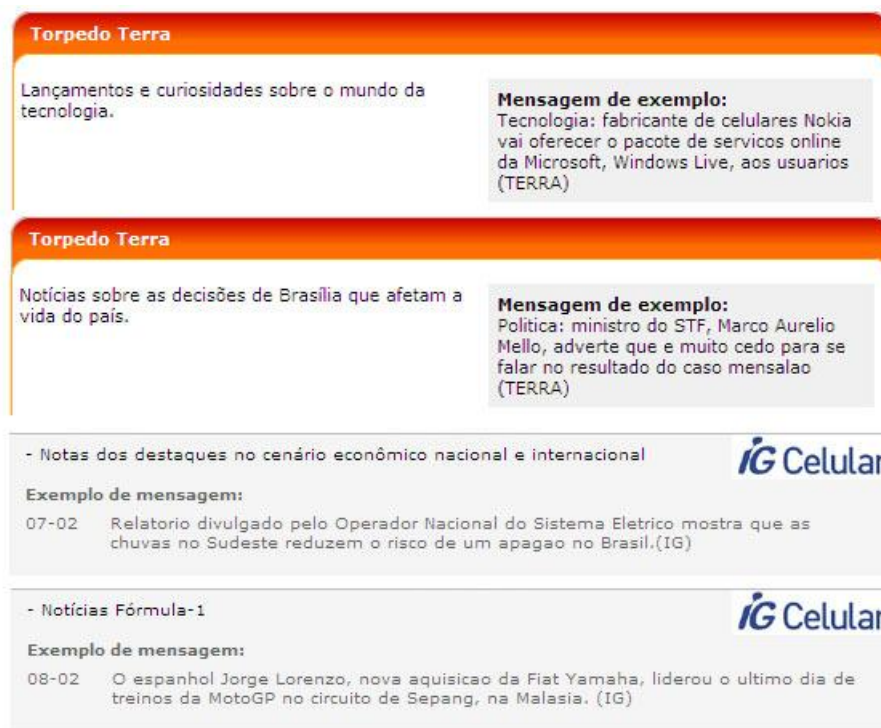 Torpedo Terra
Lançamentos e curiosidades sobre o mundo da
tecnologia.
Mensagem de exemplo:
Tecnologia: fabricante de celulares Nokia
vai oferecer o pacote de servicos online
da Microsoft, Windows Live, aos usuarios
(TERRA)
Torpedo Terra
Notícias sobre as decisões de Brasília que afetam a
vida do país.
Mensagem de exemplo:
Politica: ministro do STF, Marco Aurelio
Mello, adverte que e muito cedo para se
falar no resultado do caso mensalao
(TERRA)
- Notas dos destaques no cenário econômico nacional e internacional
iG Celular
Exemplo de mensagem:
07-02 Relatorio divulgado pelo Operador Nacional do Sistema Eletrico mostra que as
chuvas no Sudeste reduzem o risco de um apagao no Brasil.(IG)
- Notícias Fórmula-1
iG Celular
Exemplo de mensagem:
08-02 O espanhol Jorge Lorenzo, nova aquisicao da Fiat Yamaha, liderou o ultimo dia de
treinos da MotoGP no circuito de Sepang, na Malasia. (IG)